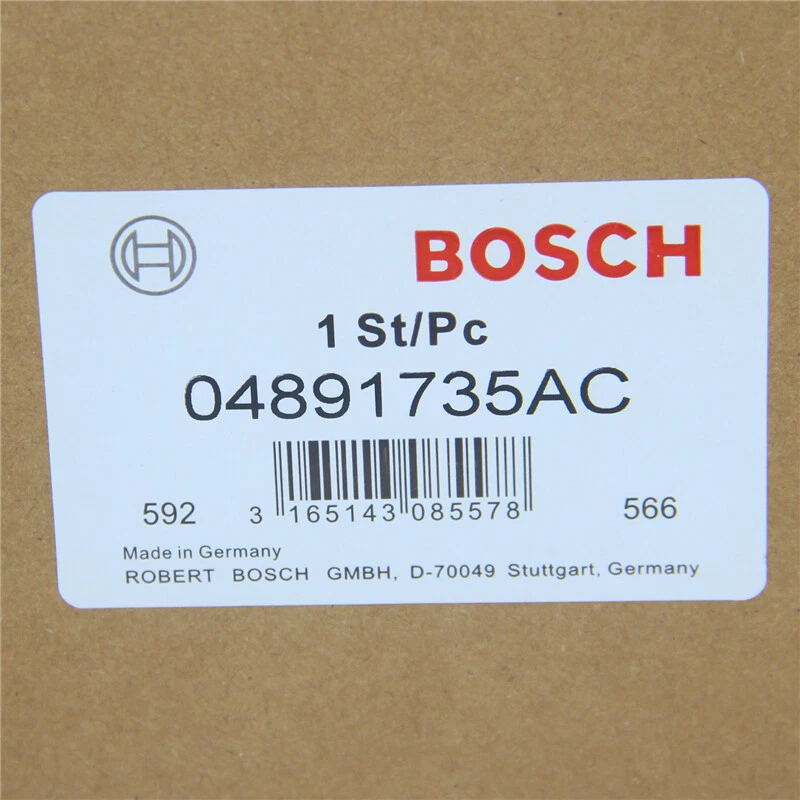 BOSCH
1 St/Pc
04891735AC
592 3 165143 085578 566
Made in Germany
ROBERT BOSCH GMBH, D-70049 Stuttgart, Germany